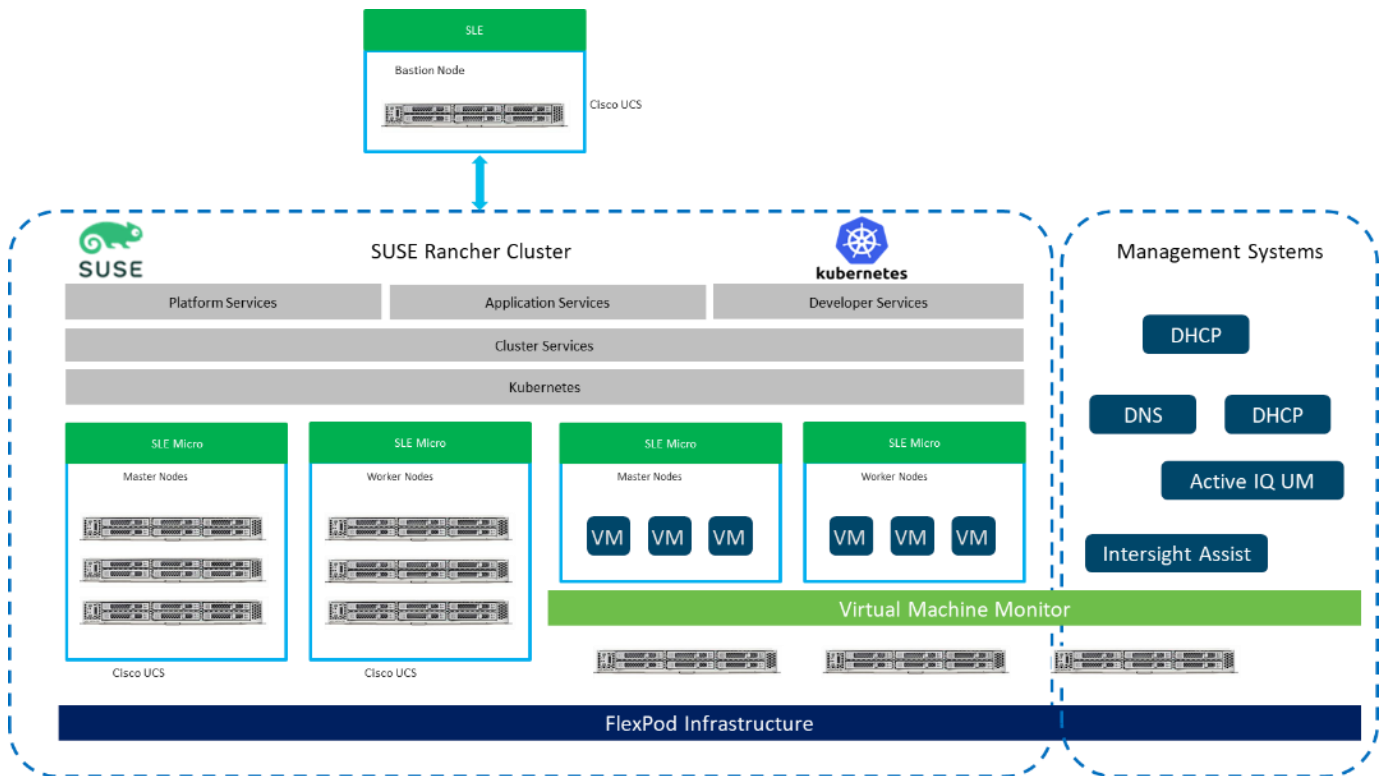 SLE
Bastion Node
Cisco UCS
SUSE
SUSE Rancher Cluster
kubernetes
Management Systems
Platform Services
Application Services
Developer Services
Cluster Services
Kubernetes
DHCP
DNS
DHCP
Active IQ UM
Intersight Assist
SLE Micro
Master Nodes
Cisco UCS
SLE Micro
Worker Nodes
Cisco UCS
SLE Micro
Master Nodes
VM VM VM
SLE Micro
Worker Nodes
VM VM VM
Virtual Machine Monitor
FlexPod Infrastructure